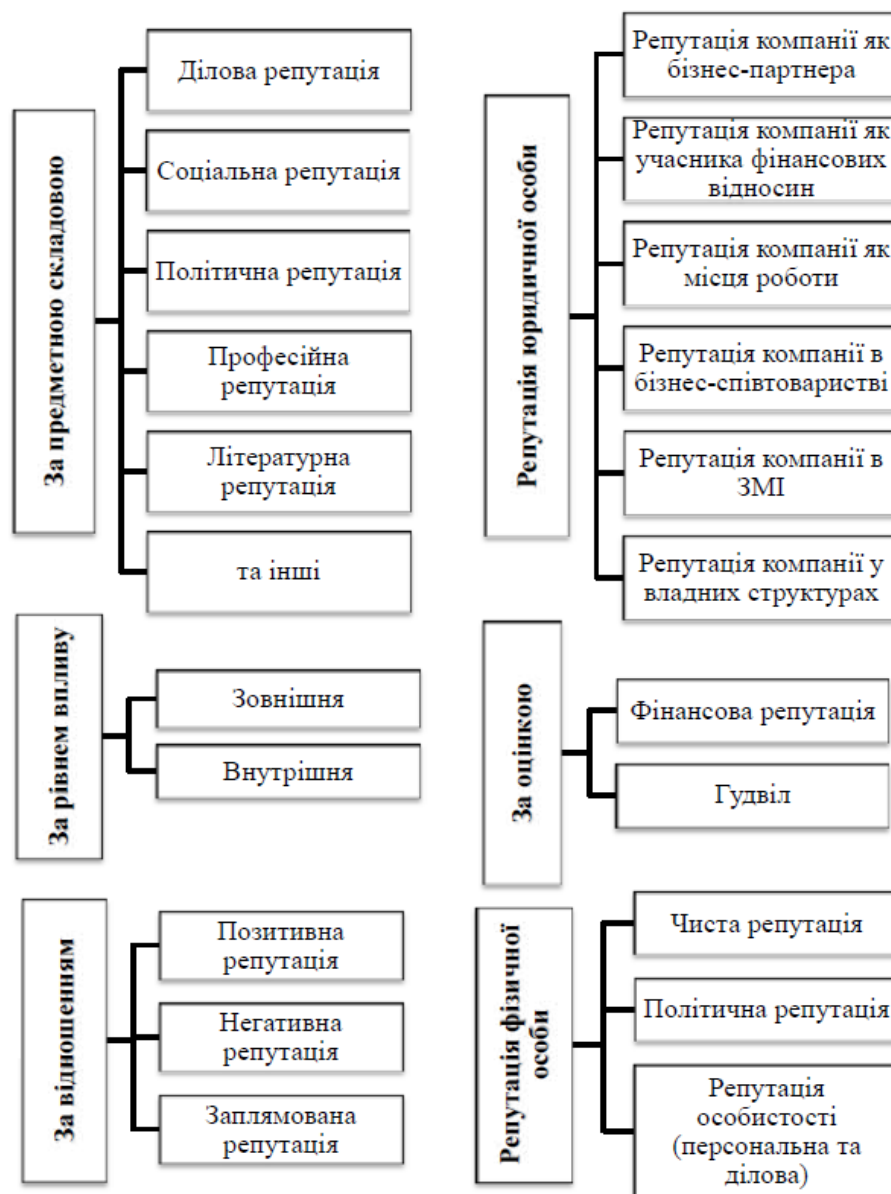 За предметною складовою
Ділова репутація
Соціальна репутація
Політична репутація
Професійна
репутація
Літературна
репутація
та інші
Репутація юридичної особи
Репутація компанії як
бізнес-партнера
Репутація компанії як
учасника фінансових
відносин
Репутація компанії як
місця роботи
Репутація компанії в
бізнес-співтоваристві
Репутація компанії в
ЗМІ
Репутація компанії у
владних структурах
За рівнем впливу
Зовнішня
Внутрішня
За оцінкою
Фінансова репутація
Гудвіл
За відношенням
Позитивна
репутація
Негативна
репутація
Заплямована
репутація
Репутація фізичної
особи
Чиста репутація
Політична репутація
Репутація
особистості
(персональна та
ділова)